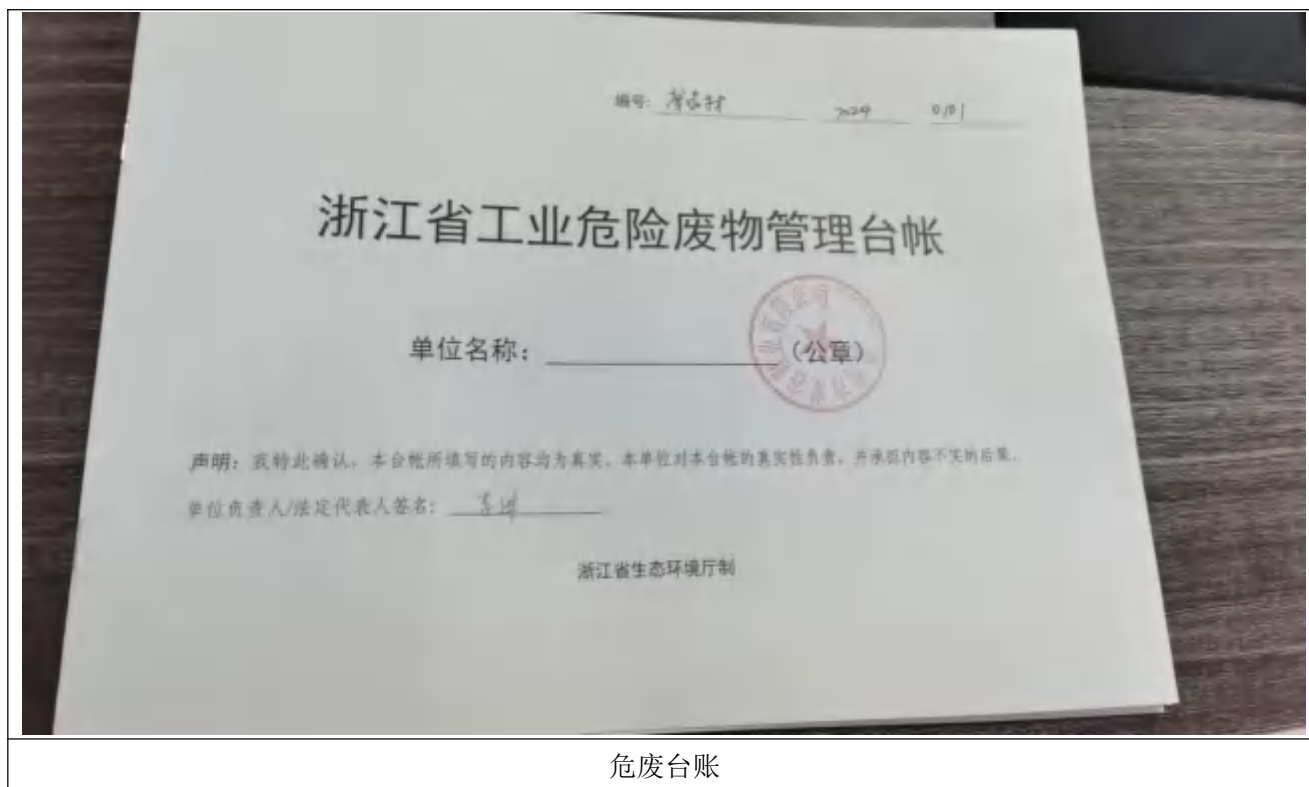 编号: 2024 0101
浙江省工业危险废物管理台帐
单位名称: (公章)
声明: 我特此确认, 本台帐所填写的内容均为真实。本单位对本台帐的真实性负责, 并承担内容不实的后果。
单位负责人/法定代表人签名:
浙江省生态环境厅制
危废台账